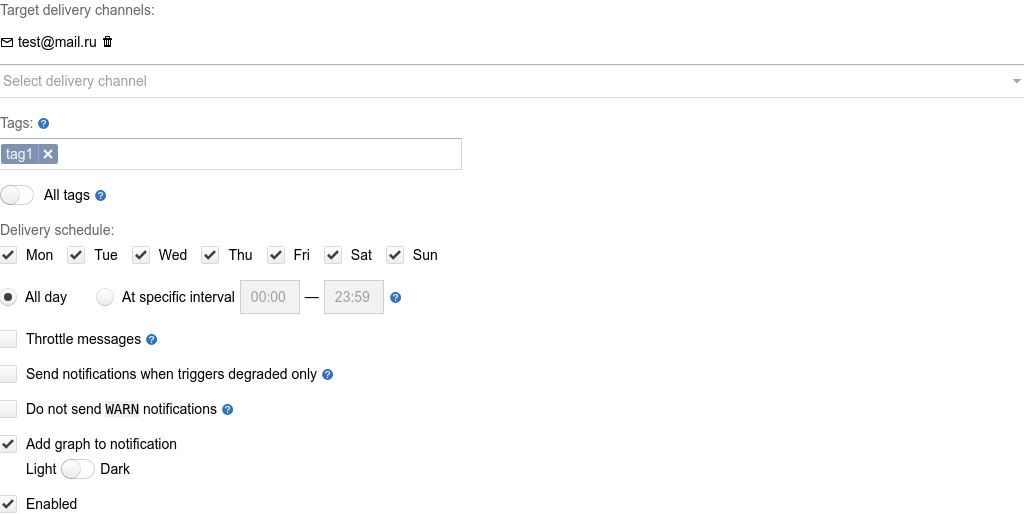 Target delivery channels:
test@mail.ru
Select delivery channel
Tags: ?
tag1
All tags ?
Delivery schedule:
Mon Tue Wed Thu Fri Sat Sun
All day At specific interval 00:00 — 23:59 ?
Throttle messages ?
Send notifications when triggers degraded only ?
Do not send WARN notifications ?
Add graph to notification
Light Dark
Enabled